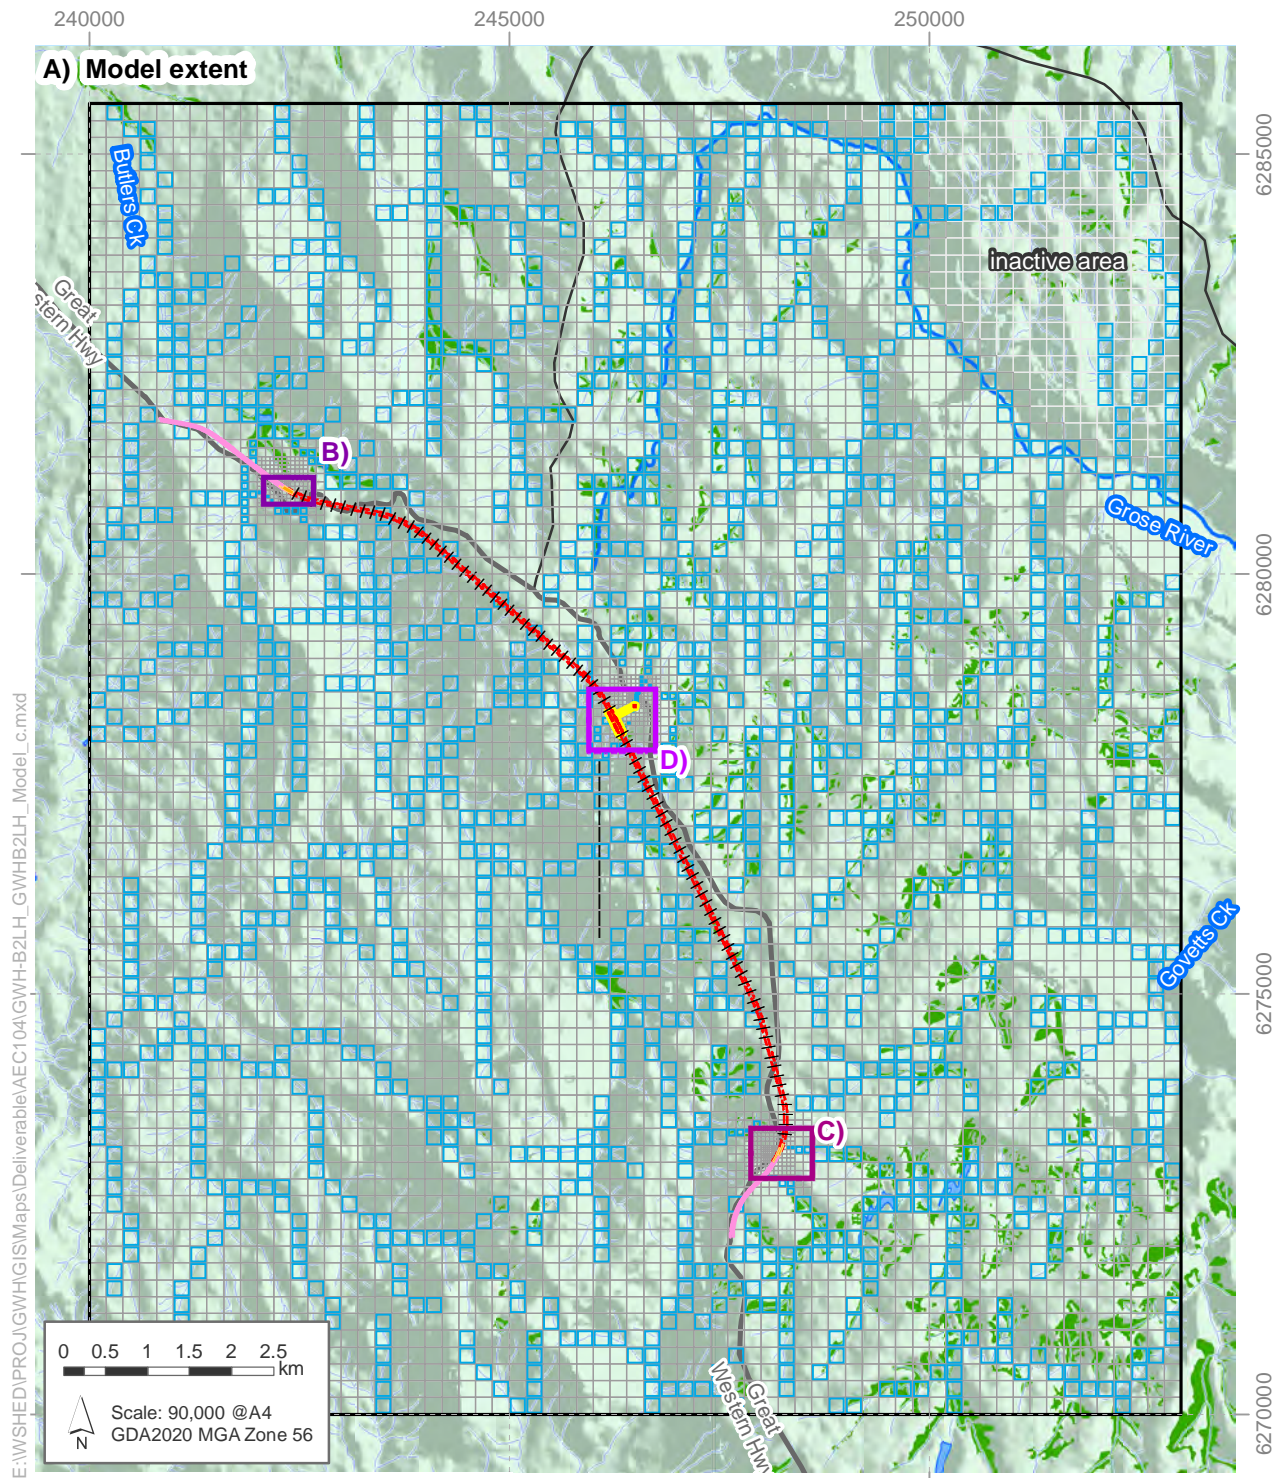 240000
245000
250000
A) Model extent
6285000
Butlers Ck
inactive area
Great
stern Hwy
B)
Grose River
6280000
D)
Govetts Ck
6275000
C)
0 0.5 1 1.5 2 2.5
km
Scale: 90,000 @A4
GDA2020 MGA Zone 56
N
Great
Western Hwy
6270000
E:\WSHED\PROJ\GWH\GIS\Maps\Deliverable\AEC104\GWH-B2LH_GWHB2LH_Model_c.mxd